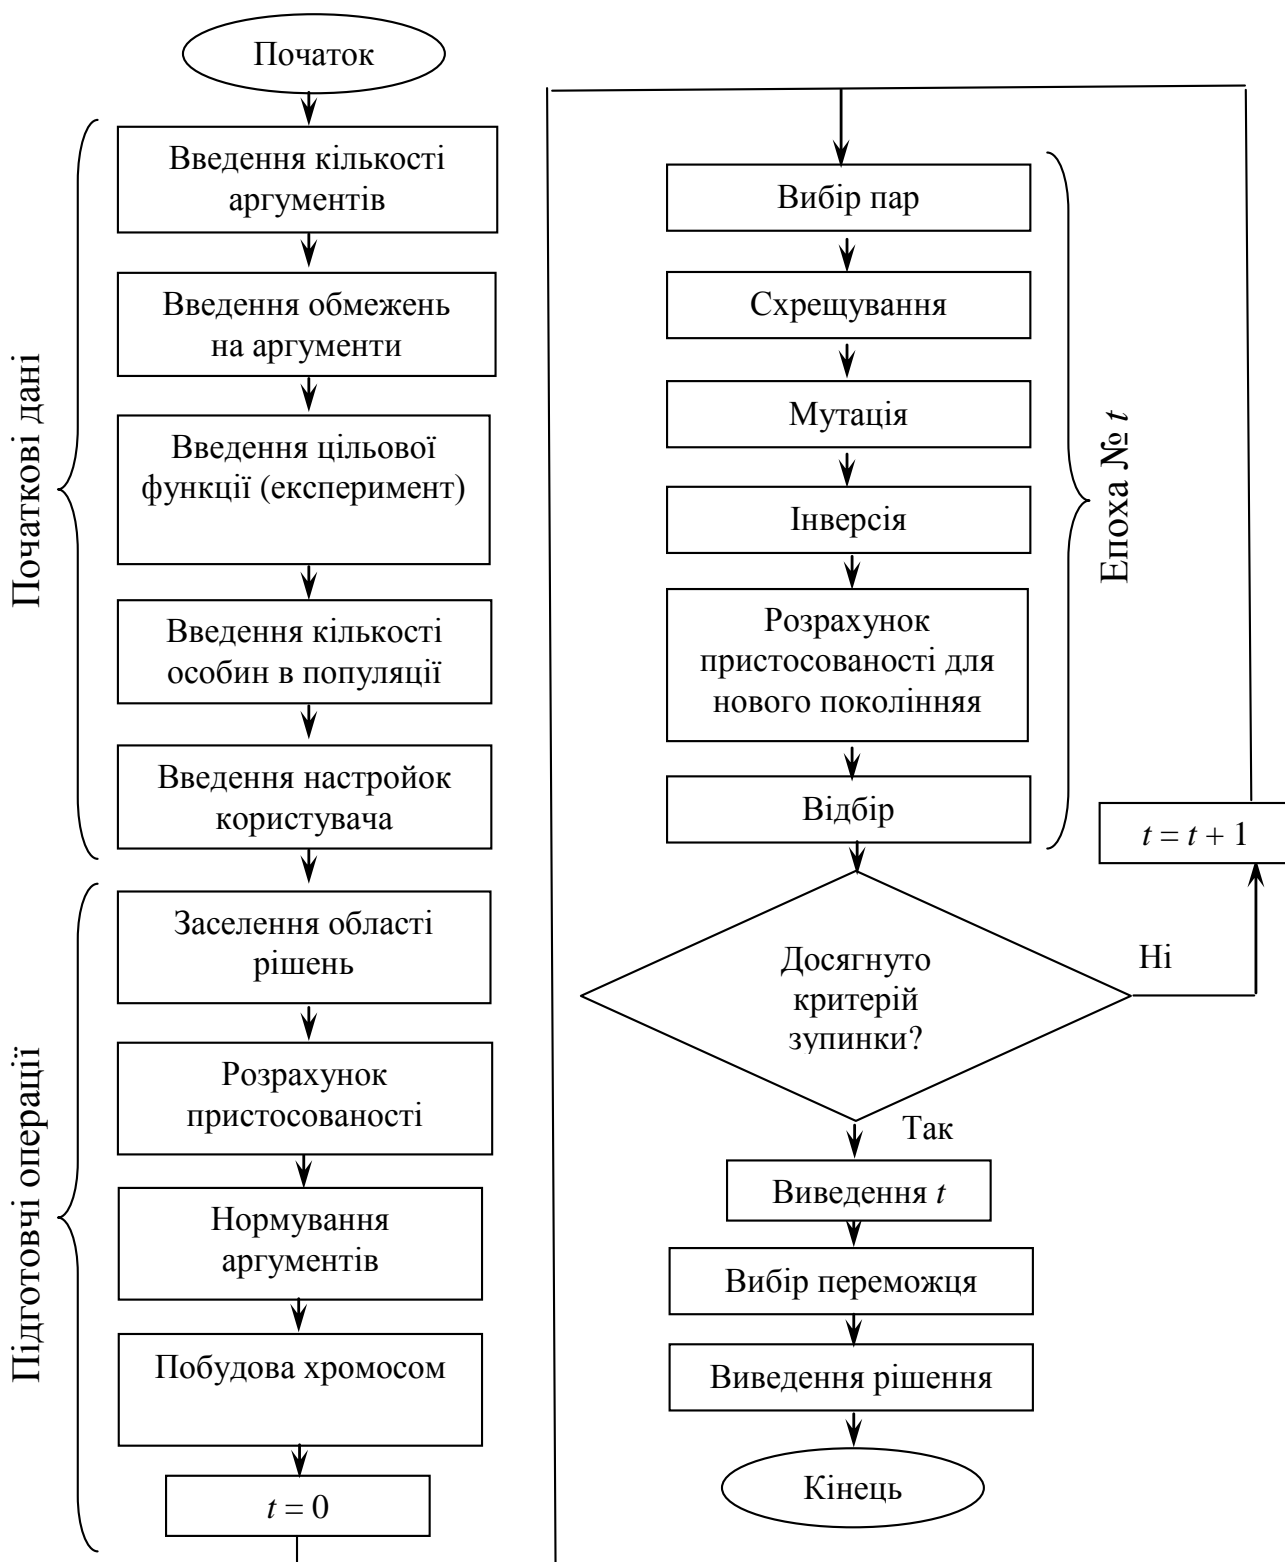 Початок
Початкові дані
Введення кількості
аргументів
Введення обмежень
на аргументи
Введення цільової
функції (експеримент)
Введення кількості
особин в популяції
Введення настройок
користувача
Підготовчі операції
Заселення області
рішень
Розрахунок
пристосованості
Нормування
аргументів
Побудова хромосом
t = 0
Вибір пар
Схрещування
Мутація
Інверсія
Розрахунок
пристосованості для
нового поколінняя
Відбір
Епоха № t
t = t + 1
Досягнуто
критерій
зупинки?
Ні
Так
Виведення t
Вибір переможця
Виведення рішення
Кінець